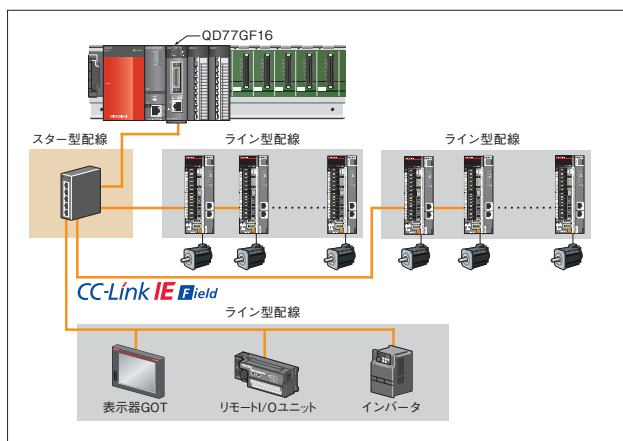 QD77GF16
スター型配線
ライン型配線
ライン型配線
CC-Link IE Field
ライン型配線
表示器GOT
リモートI/Oユニット
インバータ